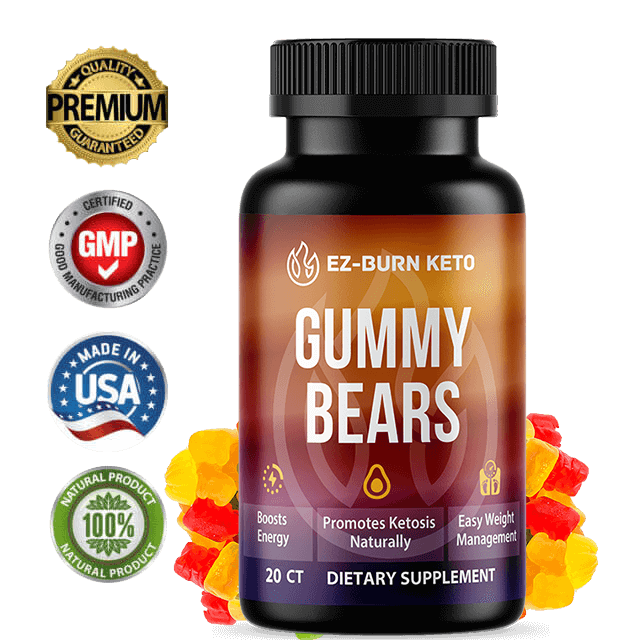 QUALITY
PREMIUM
GUARANTEED
CERTIFIED
GMP
GOOD MANUFACTURING PRACTICE
MADE IN
USA
NATURAL PRODUCT
100%
NATURAL PRODUCT
EZ-BURN KETO
GUMMY
BEARS
Boosts
Energy
Promotes Ketosis
Naturally
Easy Weight
Management
20 CT
DIETARY SUPPLEMENT